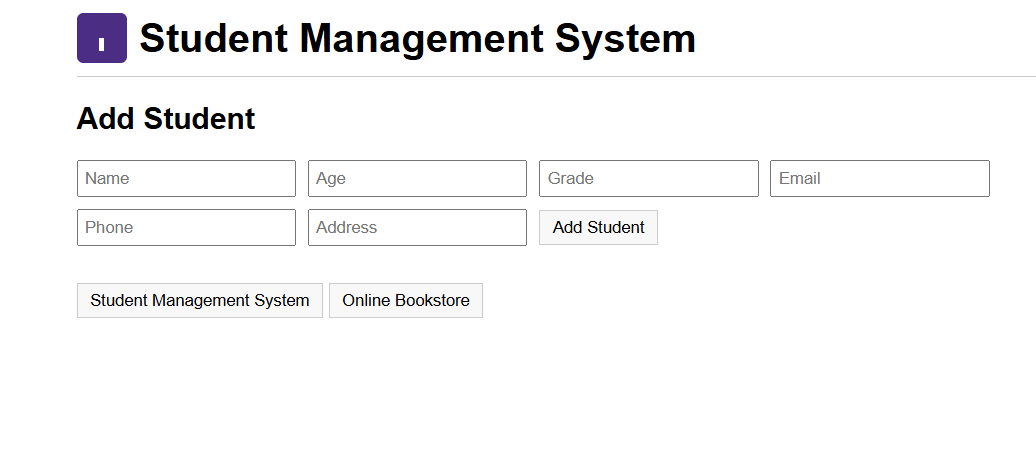 Student Management System
Add Student
Name Age Grade Email
Phone Address Add Student
Student Management System Online Bookstore